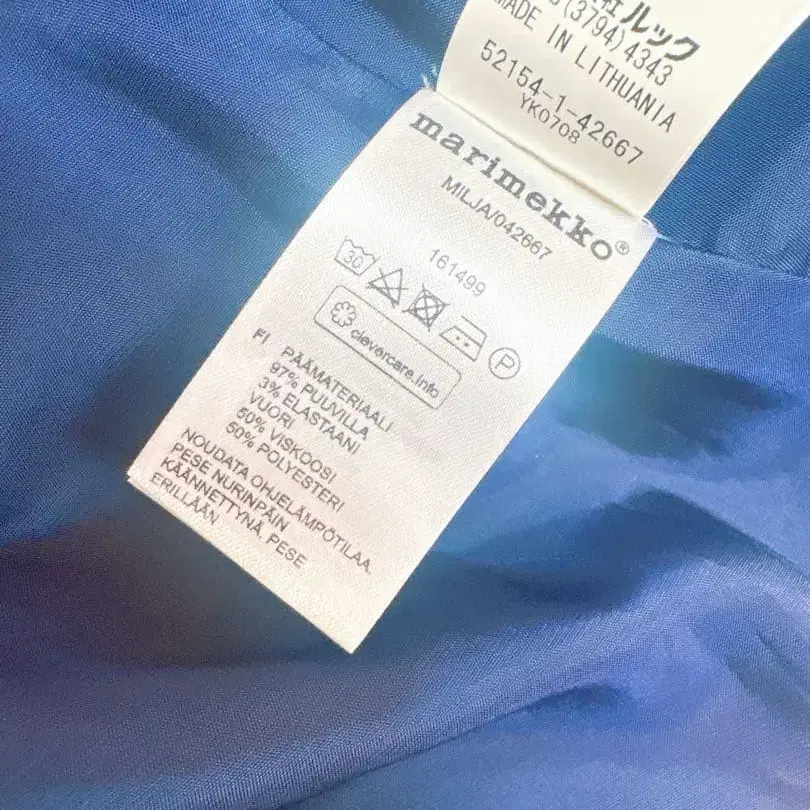 社ルック
(3794)4343
MADE IN LITHUANIA
52154-1-42667
YK0708
marimekko®
MILJA/042667
161499
30
P
clevercare.info
FI PÄÄMATERIAALI
97% PUUVILLA
3% ELASTAANI
VUORI
50% VISKOOSI
50% POLYESTERI
NOUDATA OHJELÄMPÖTILAA.
PESE NURINPÄIN
KÄÄNNETTYNÄ, PESE
ERILLÄÄN